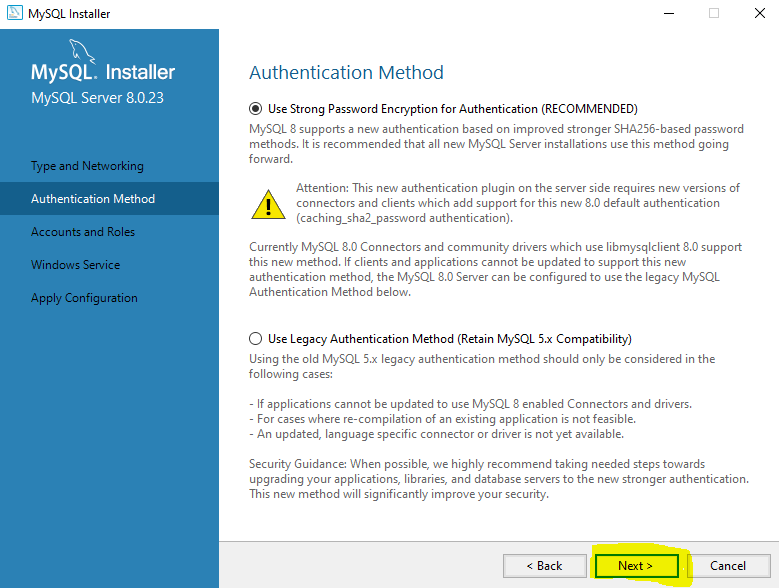 MySQL Installer
MySQL. Installer
MySQL Server 8.0.23
Type and Networking
Authentication Method
Accounts and Roles
Windows Service
Apply Configuration
Authentication Method
Use Strong Password Encryption for Authentication (RECOMMENDED)
MySQL 8 supports a new authentication based on improved stronger SHA256-based password
methods. It is recommended that all new MySQL Server installations use this method going
forward.
Attention: This new authentication plugin on the server side requires new versions of
connectors and clients which add support for this new 8.0 default authentication
(caching_sha2_password authentication).
Currently MySQL 8.0 Connectors and community drivers which use libmysqlclient 8.0 support
this new method. If clients and applications cannot be updated to support this new
authentication method, the MySQL 8.0 Server can be configured to use the legacy MySQL
Authentication Method below.
Use Legacy Authentication Method (Retain MySQL 5.x Compatibility)
Using the old MySQL 5.x legacy authentication method should only be considered in the
following cases:
- If applications cannot be updated to use MySQL 8 enabled Connectors and drivers.
- For cases where re-compilation of an existing application is not feasible.
- An updated, language specific connector or driver is not yet available.
Security Guidance: When possible, we highly recommend taking needed steps towards
upgrading your applications, libraries, and database servers to the new stronger authentication.
This new method will significantly improve your security.
< Back
Next >
Cancel